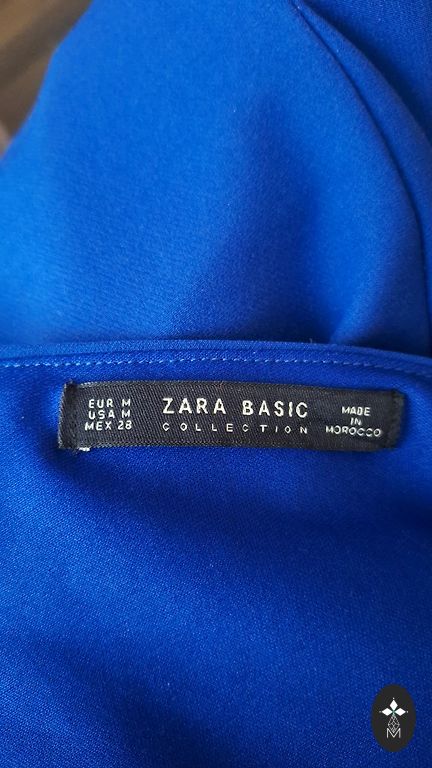 EUR M
USA M
MEX 28
ZARA BASIC
COLLECTION
MADE
IN
MOROCCO
M